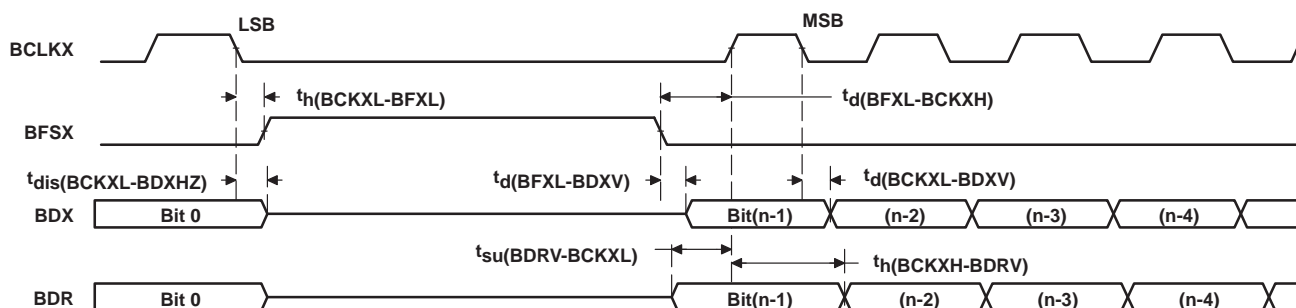 LSB MSB
BCLKX
th(BCKXL-BFXL) td(BFXL-BCKXH)
BFSX
tdis(BCKXL-BDXHZ) td(BFXL-BDXV) td(BCKXL-BDXV)
BDX Bit 0 Bit(n-1) (n-2) (n-3) (n-4)
tsu(BDRV-BCKXL) th(BCKXH-BDRV)
BDR Bit 0 Bit(n-1) (n-2) (n-3) (n-4)